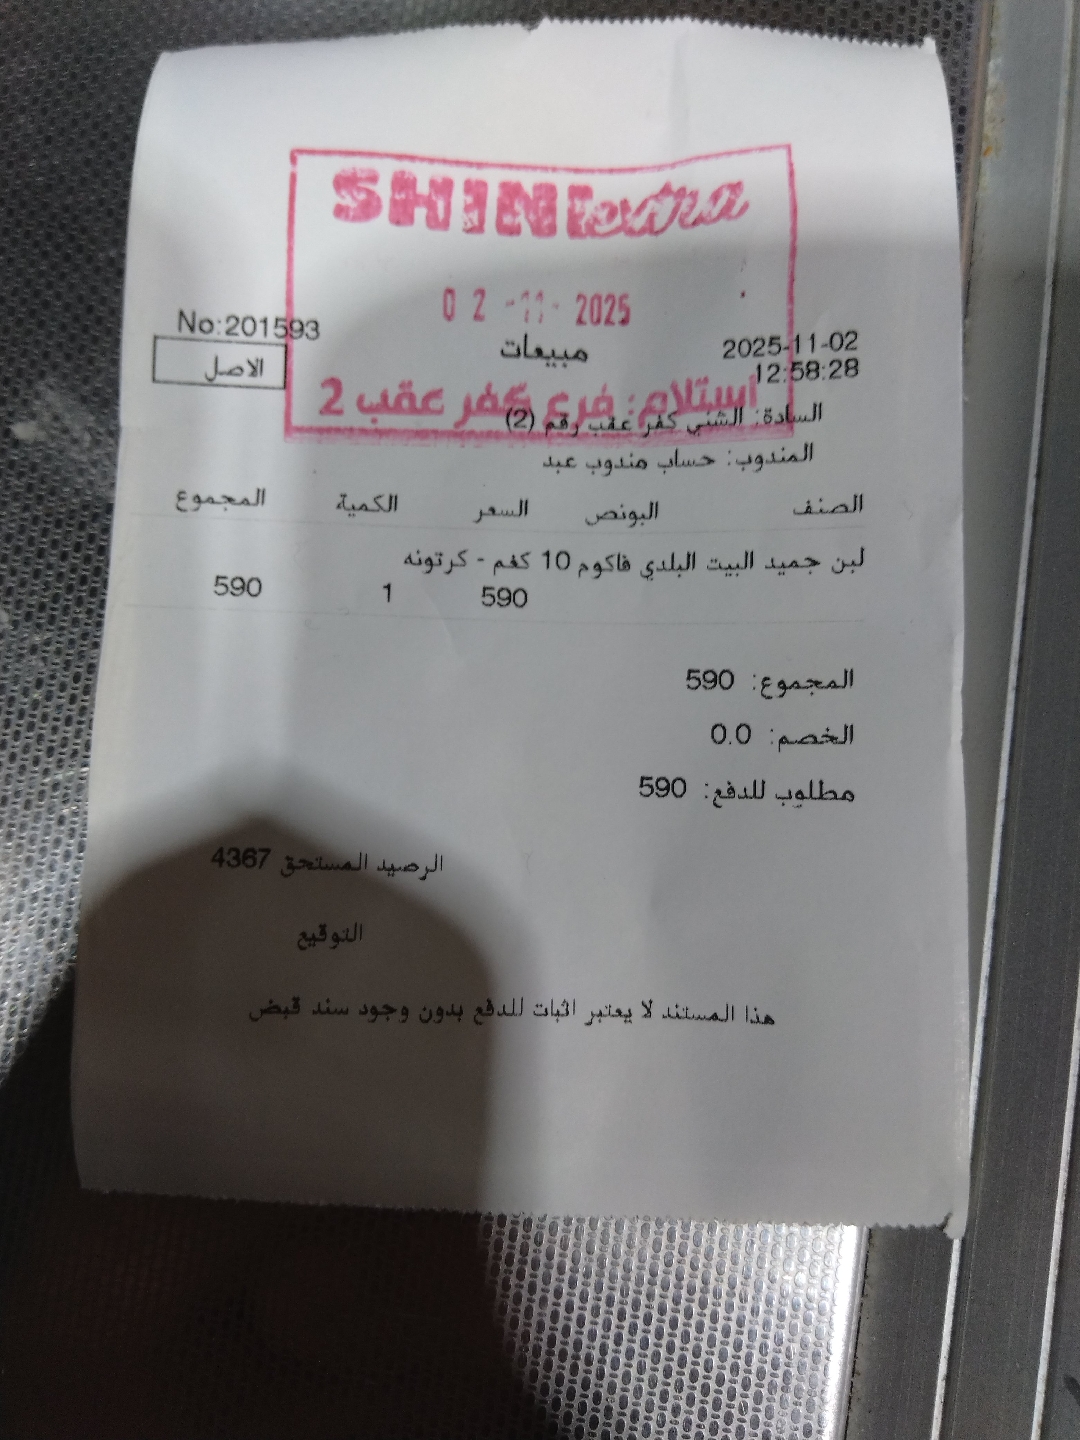 SHINI extra
02-11-2025
No:201593
مبيعات
2025-11-02
12:58:28
الاصل
استلام: فرع كفر عقب 2
السادة: الشني كفر عقب رقم (2)
المندوب: حساب مندوب عبد
الصنف البونص السعر الكمية المجموع
لبن جميد البيت البلدي فاكوم 10 كغم - كرتونه
590 1 590
المجموع: 590
الخصم: 0.0
مطلوب للدفع: 590
الرصيد المستحق 4367
التوقيع
هذا المستند لا يعتبر اثبات للدفع بدون وجود سند قبض